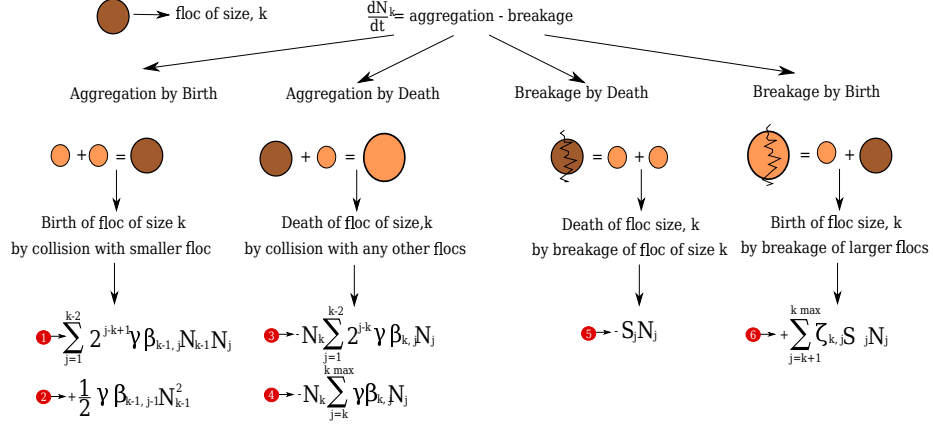 floc of size, k
dN_k/dt = aggregation - breakage
Aggregation by Birth
Aggregation by Death
Breakage by Death
Breakage by Birth
+ =
+ =
= +
= +
Birth of floc of size k
by collision with smaller floc
Death of floc of size,k
by collision with any other flocs
Death of floc size, k
by breakage of floc of size k
Birth of floc size, k
by breakage of larger flocs
1 ∑_{j=1}^{k-2} 2^{j-k+1} γ β_{k-1, j} N_{k-1} N_j
2 + 1/2 γ β_{k-1, j-1} N_{k-1}^2
3 - N_k ∑_{j=1}^{k-2} 2^{j-k} γ β_{k, j} N_j
4 - N_k ∑_{j=k}^{k max} γ β_{k, j} N_j
5 - S_j N_j
6 + ∑_{j=k+1}^{k max} ζ_{k, j} S_j N_j